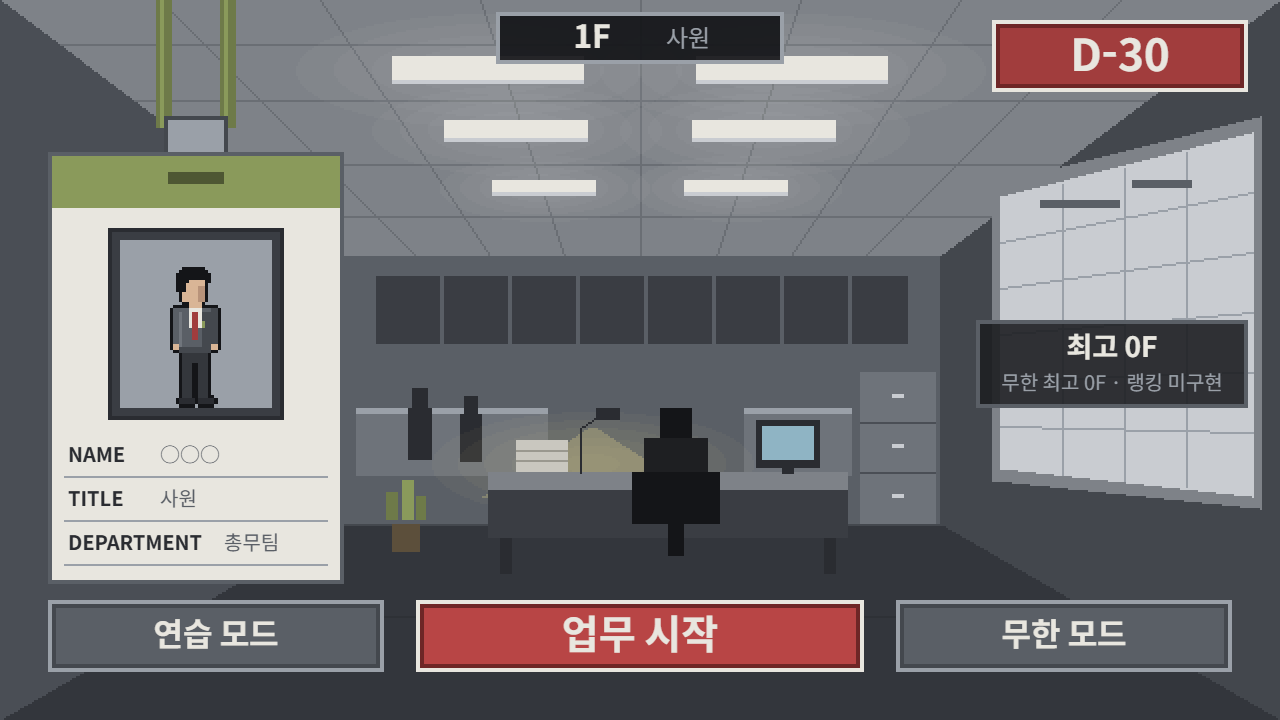 1F 사원
D-30
최고 0F
무한 최고 0F · 랭킹 미구현
NAME ○○○
TITLE 사원
DEPARTMENT 총무팀
연습 모드
업무 시작
무한 모드